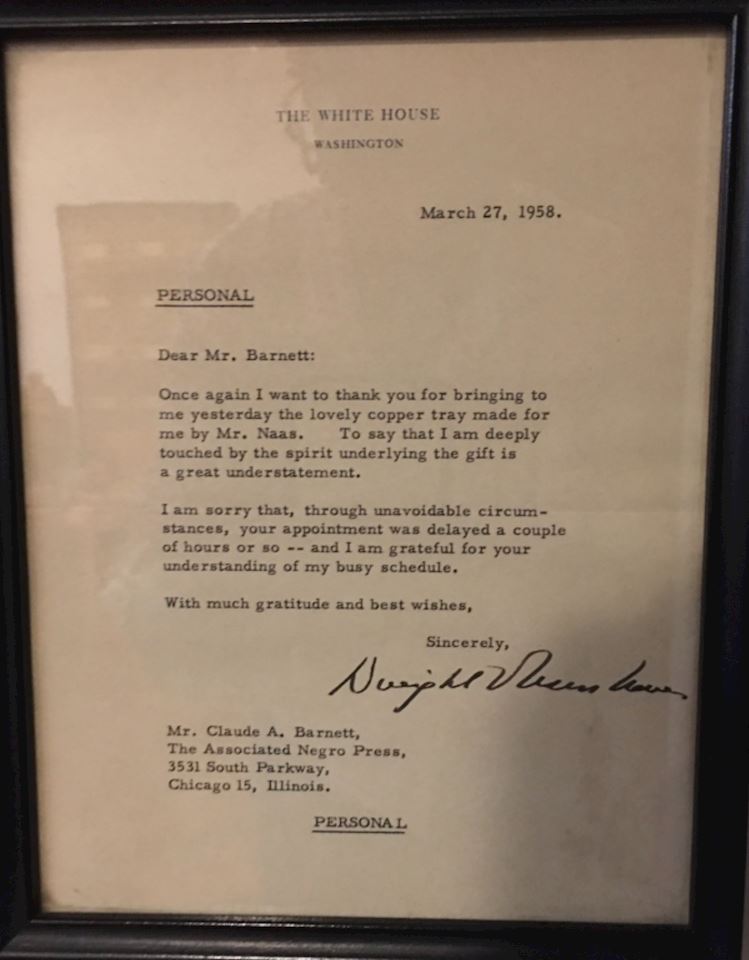 THE WHITE HOUSE
WASHINGTON
March 27, 1958.
PERSONAL
Dear Mr. Barnett:
Once again I want to thank you for bringing to
me yesterday the lovely copper tray made for
me by Mr. Naas. To say that I am deeply
touched by the spirit underlying the gift is
a great understatement.
I am sorry that, through unavoidable circum-
stances, your appointment was delayed a couple
of hours or so -- and I am grateful for your
understanding of my busy schedule.
With much gratitude and best wishes,
Sincerely,
Dwight D Eisenhower
Mr. Claude A. Barnett,
The Associated Negro Press,
3531 South Parkway,
Chicago 15, Illinois.
PERSONAL